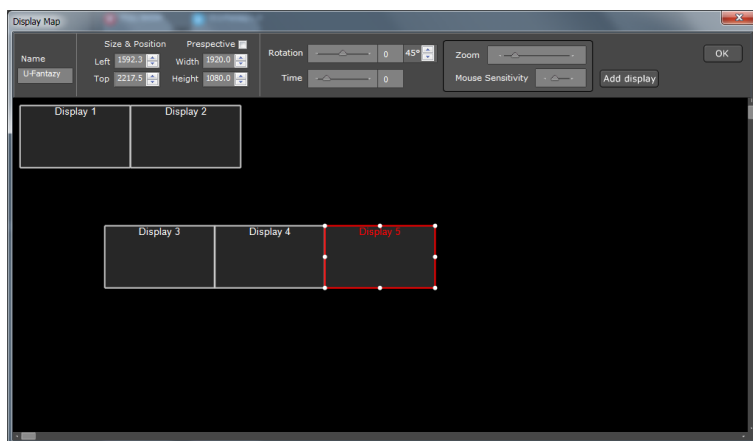 Display Map
Size & Position Prespective
Name Left 1592.3 Width 1920.0
U-Fantazy Top 2217.5 Height 1080.0
Rotation 0 45°
Time 0
Zoom
Mouse Sensitivity
Add display
OK
Display 1 Display 2
Display 3 Display 4 Display 5